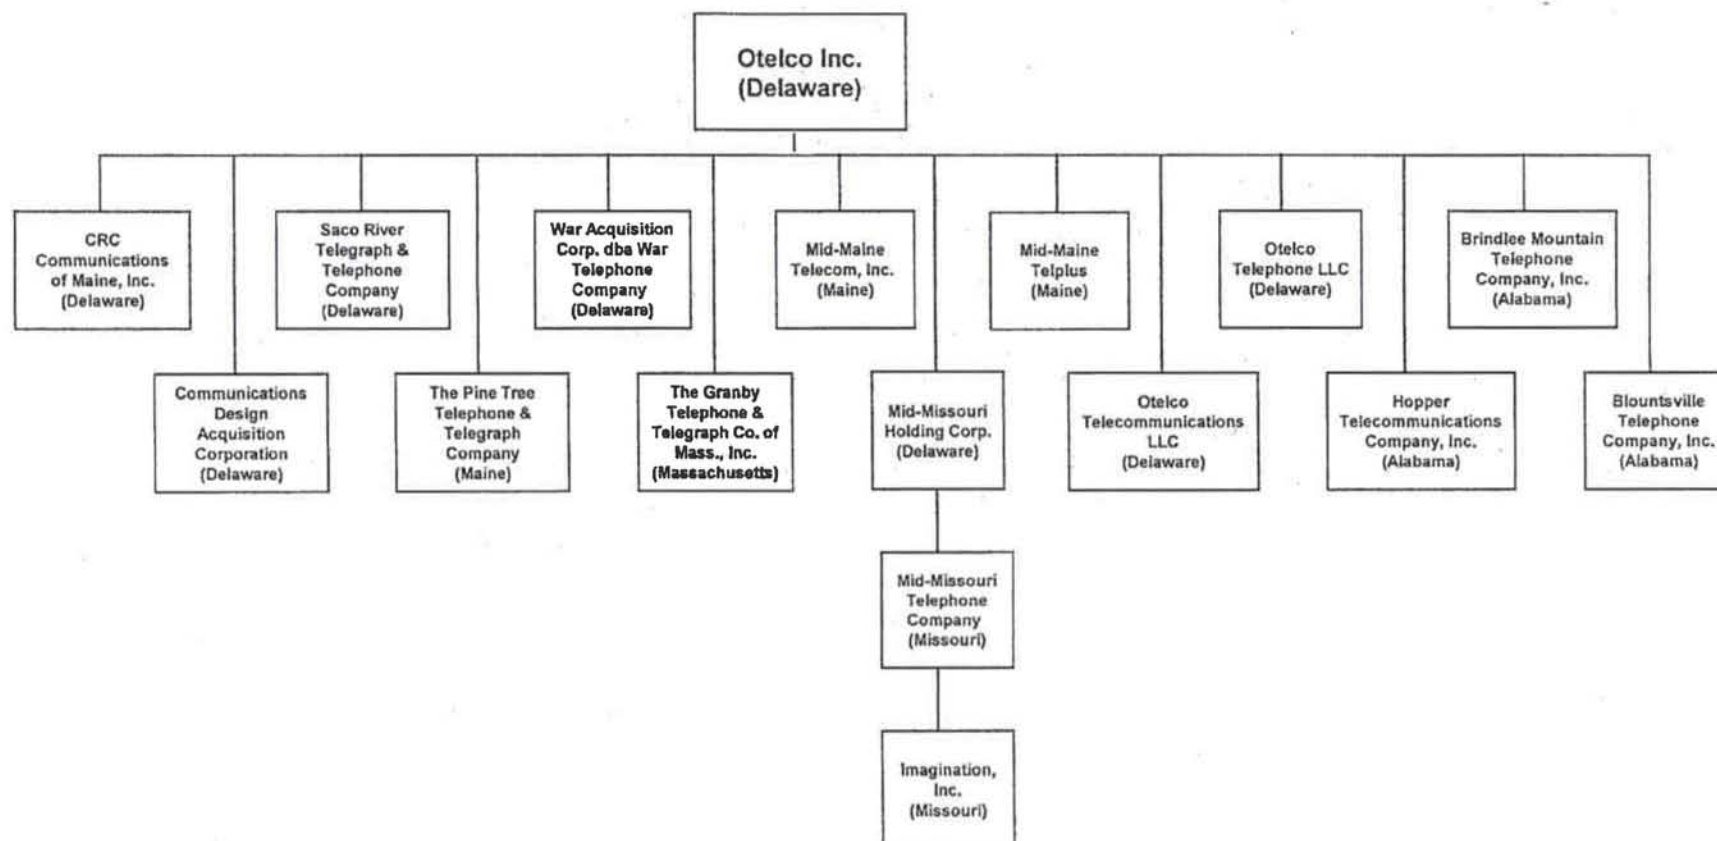 Otelco Inc.
(Delaware)
CRC
Communications
of Maine, Inc.
(Delaware)
Saco River
Telegraph &
Telephone
Company
(Delaware)
War Acquisition
Corp. dba War
Telephone
Company
(Delaware)
Mid-Maine
Telecom, Inc.
(Maine)
Mid-Maine
Telplus
(Maine)
Otelco
Telephone LLC
(Delaware)
Brindlee Mountain
Telephone
Company, Inc.
(Alabama)
Communications
Design
Acquisition
Corporation
(Delaware)
The Pine Tree
Telephone &
Telegraph
Company
(Maine)
The Granby
Telephone &
Telegraph Co. of
Mass., Inc.
(Massachusetts)
Mid-Missouri
Holding Corp.
(Delaware)
Otelco
Telecommunications
LLC
(Delaware)
Hopper
Telecommunications
Company, Inc.
(Alabama)
Blountsville
Telephone
Company, Inc.
(Alabama)
Mid-Missouri
Telephone
Company
(Missouri)
Imagination,
Inc.
(Missouri)